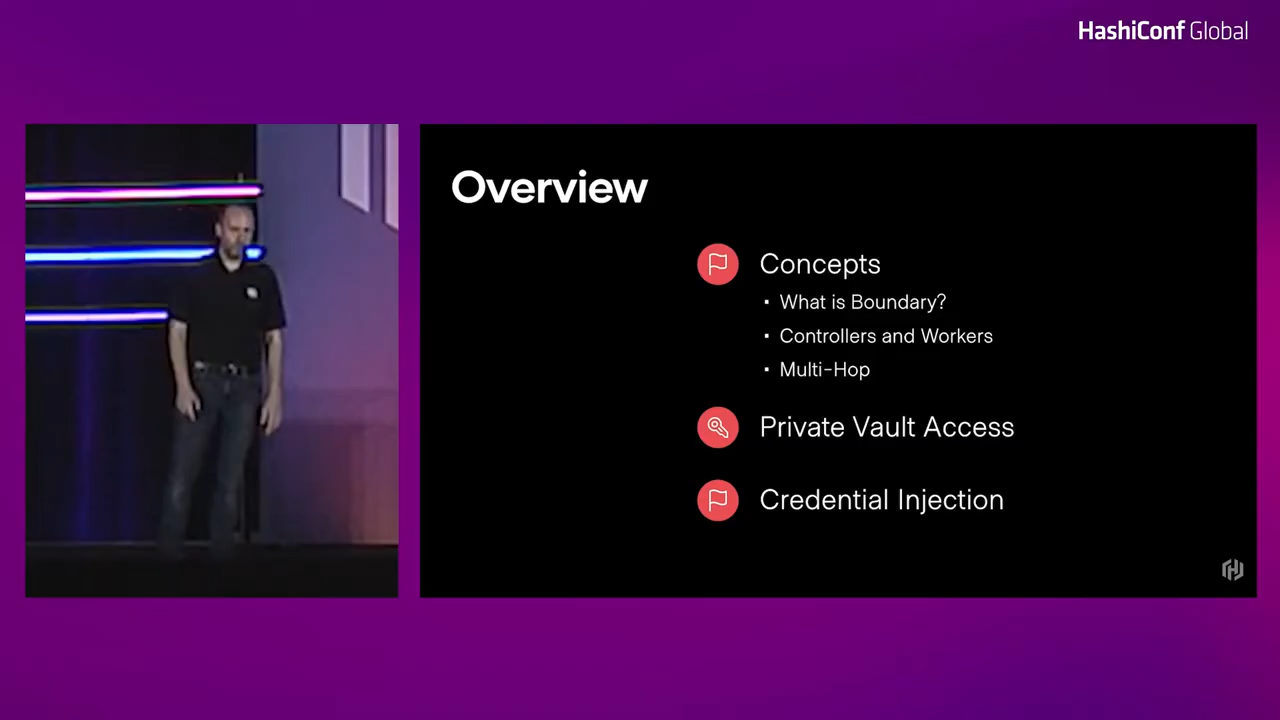 HashiConf Global
Overview
Concepts
▪ What is Boundary?
▪ Controllers and Workers
▪ Multi-Hop
Private Vault Access
Credential Injection